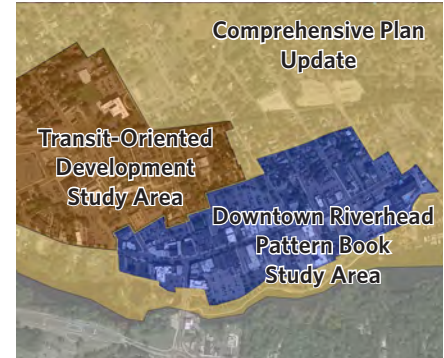 Comprehensive Plan
Update
Transit-Oriented
Development
Study Area
Downtown Riverhead
Pattern Book
Study Area